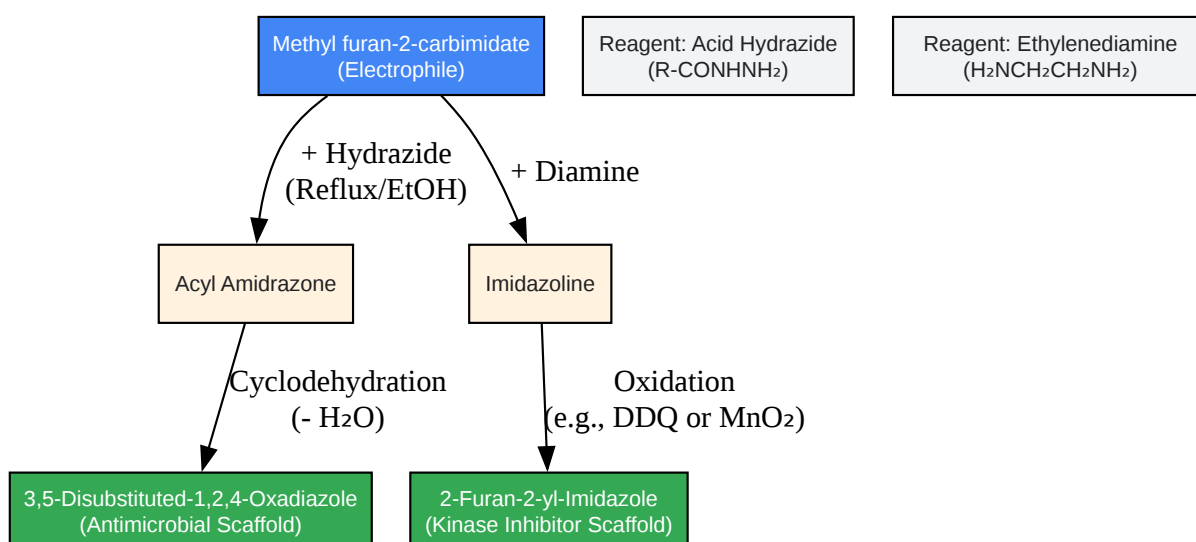 Methyl furan-2-carbimidate
(Electrophile)
Reagent: Acid Hydrazide
(R-CONHNH₂)
Reagent: Ethylenediamine
(H₂NCH₂CH₂NH₂)
+ Hydrazide
(Reflux/EtOH)
+ Diamine
Acyl Amidrazone
Imidazoline
Cyclodehydration
(- H₂O)
Oxidation
(e.g., DDQ or MnO₂)
3,5-Disubstituted-1,2,4-Oxadiazole
(Antimicrobial Scaffold)
2-Furan-2-yl-Imidazole
(Kinase Inhibitor Scaffold)